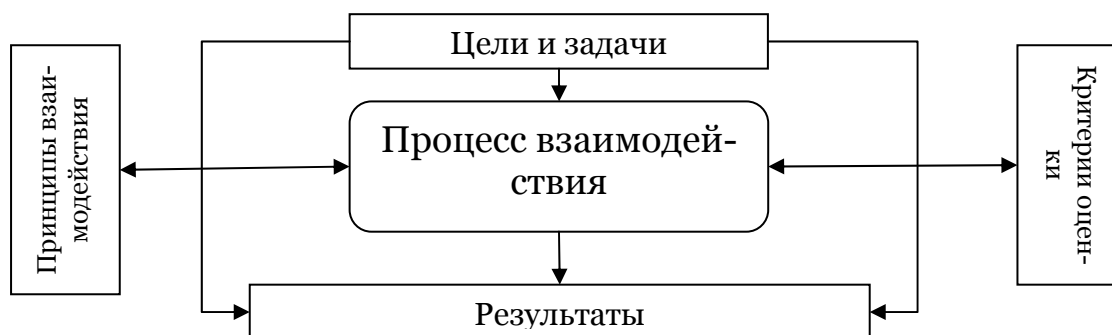 Цели и задачи
Принципы взаи-
модействия
Процесс взаимодей-
ствия
Критерии оцен-
ки
Результаты